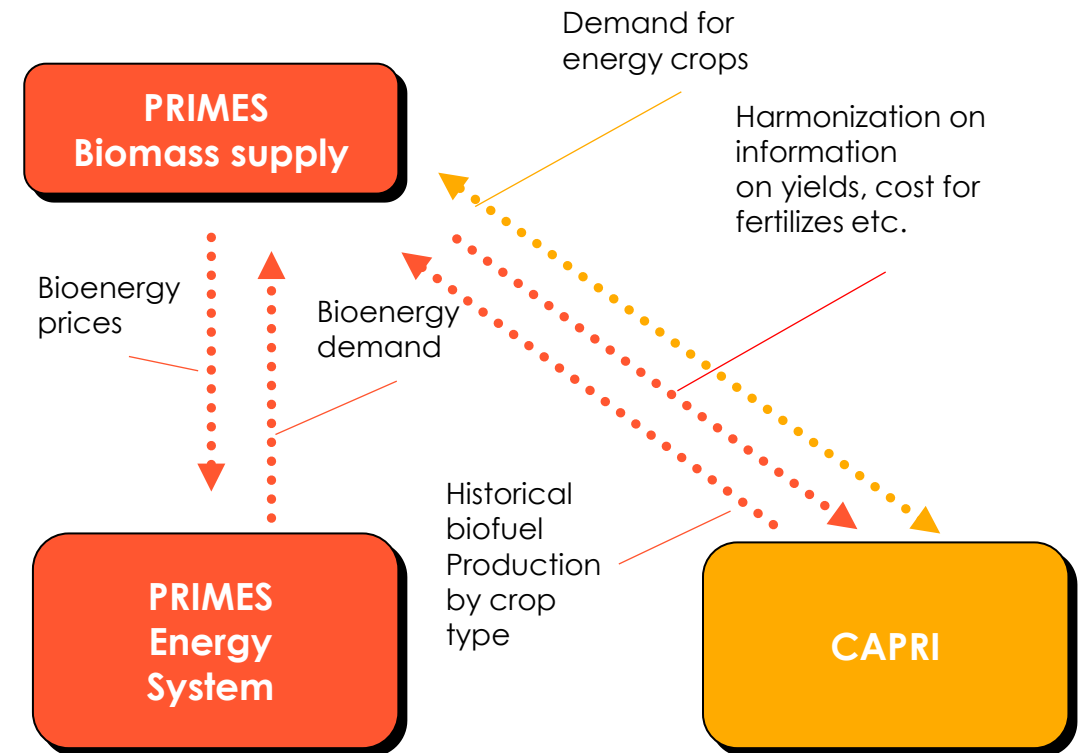 Demand for
energy crops
PRIMES
Biomass supply
Harmonization on
information
on yields, cost for
fertilizes etc.
Bioenergy
prices
Bioenergy
demand
Historical
biofuel
Production
by crop
type
PRIMES
Energy
System
CAPRI